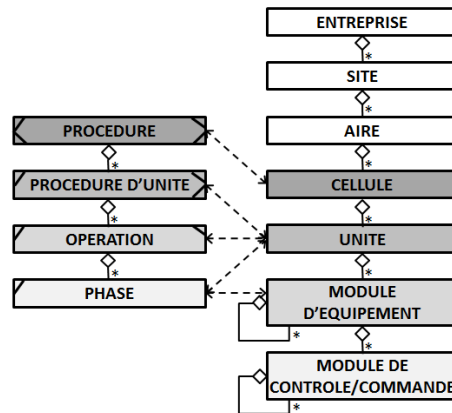 ENTREPRISE
*
SITE
*
PROCEDURE
AIRE
*
*
PROCEDURE D'UNITE
CELLULE
*
*
OPERATION
UNITE
*
*
PHASE
MODULE
D'EQUIPEMENT
*
*
MODULE DE
CONTROLE/COMMANDE
*